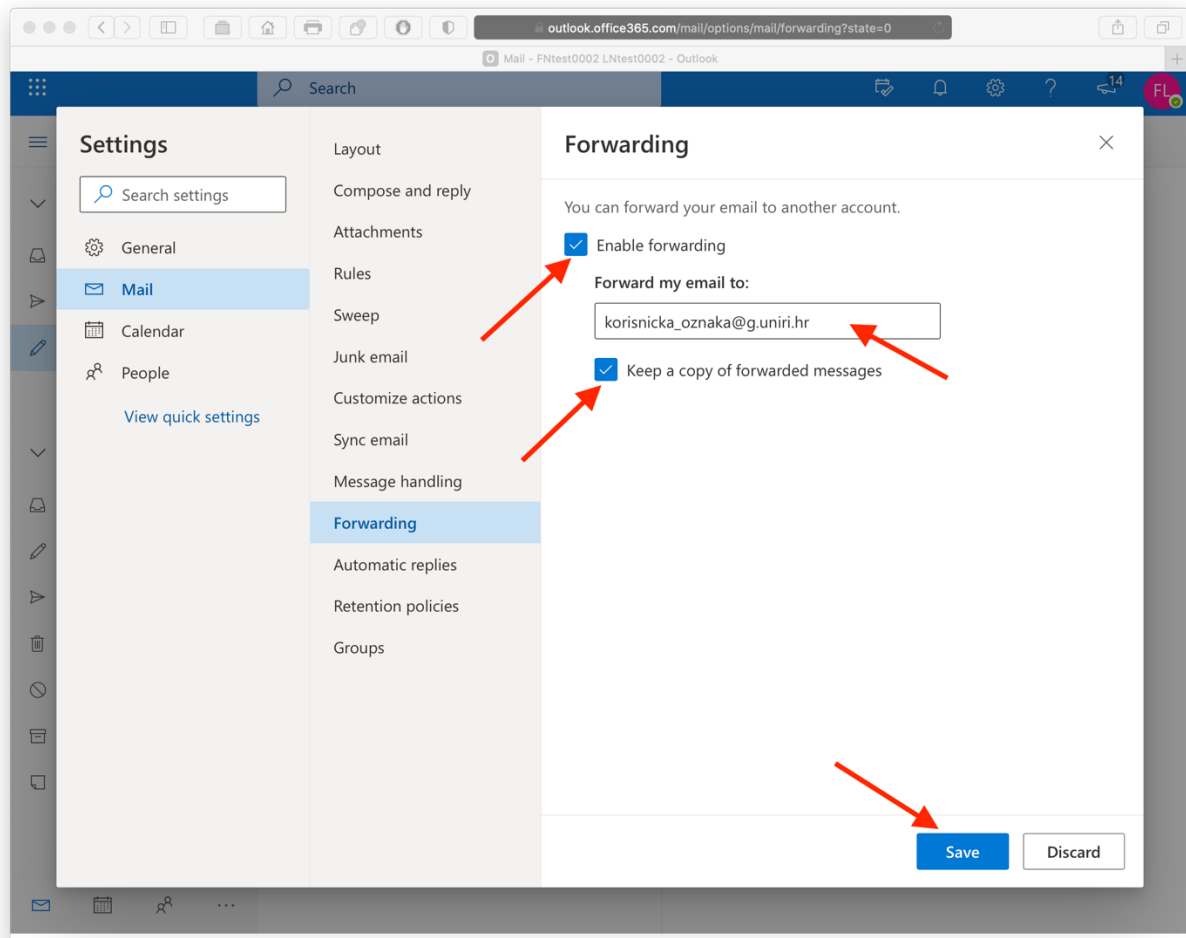 outlook.office365.com/mail/options/mail/forwarding?state=0
Mail - FNtest0002 LNtest0002 - Outlook
Search
14
FL
Settings
Search settings
General
Mail
Calendar
People
View quick settings
Layout
Compose and reply
Attachments
Rules
Sweep
Junk email
Customize actions
Sync email
Message handling
Forwarding
Automatic replies
Retention policies
Groups
Forwarding
You can forward your email to another account.
Enable forwarding
Forward my email to:
korisnicka_oznaka@g.uniri.hr
Keep a copy of forwarded messages
Save
Discard